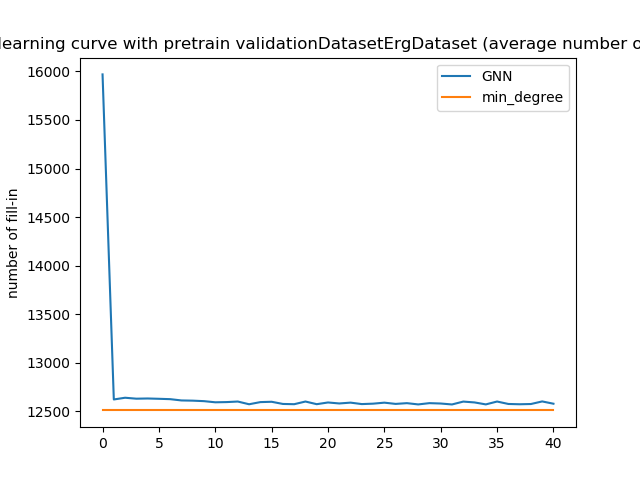 learning curve with pretrain validationDatasetErgDataset (average number o
GNN
min_degree
number of fill-in
16000
15500
15000
14500
14000
13500
13000
12500
0 5 10 15 20 25 30 35 40